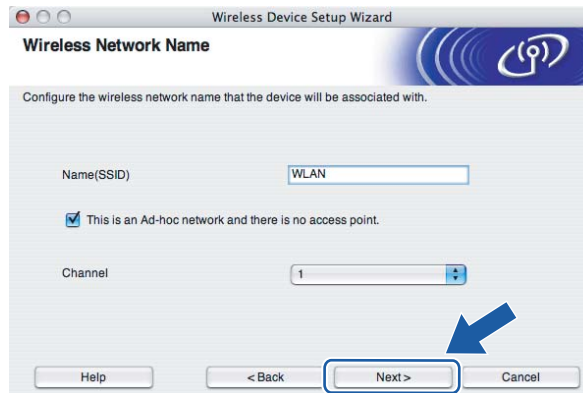 Wireless Device Setup Wizard
Wireless Network Name
Configure the wireless network name that the device will be associated with.
Name(SSID) WLAN
This is an Ad-hoc network and there is no access point.
Channel 1
Help <Back Next> Cancel